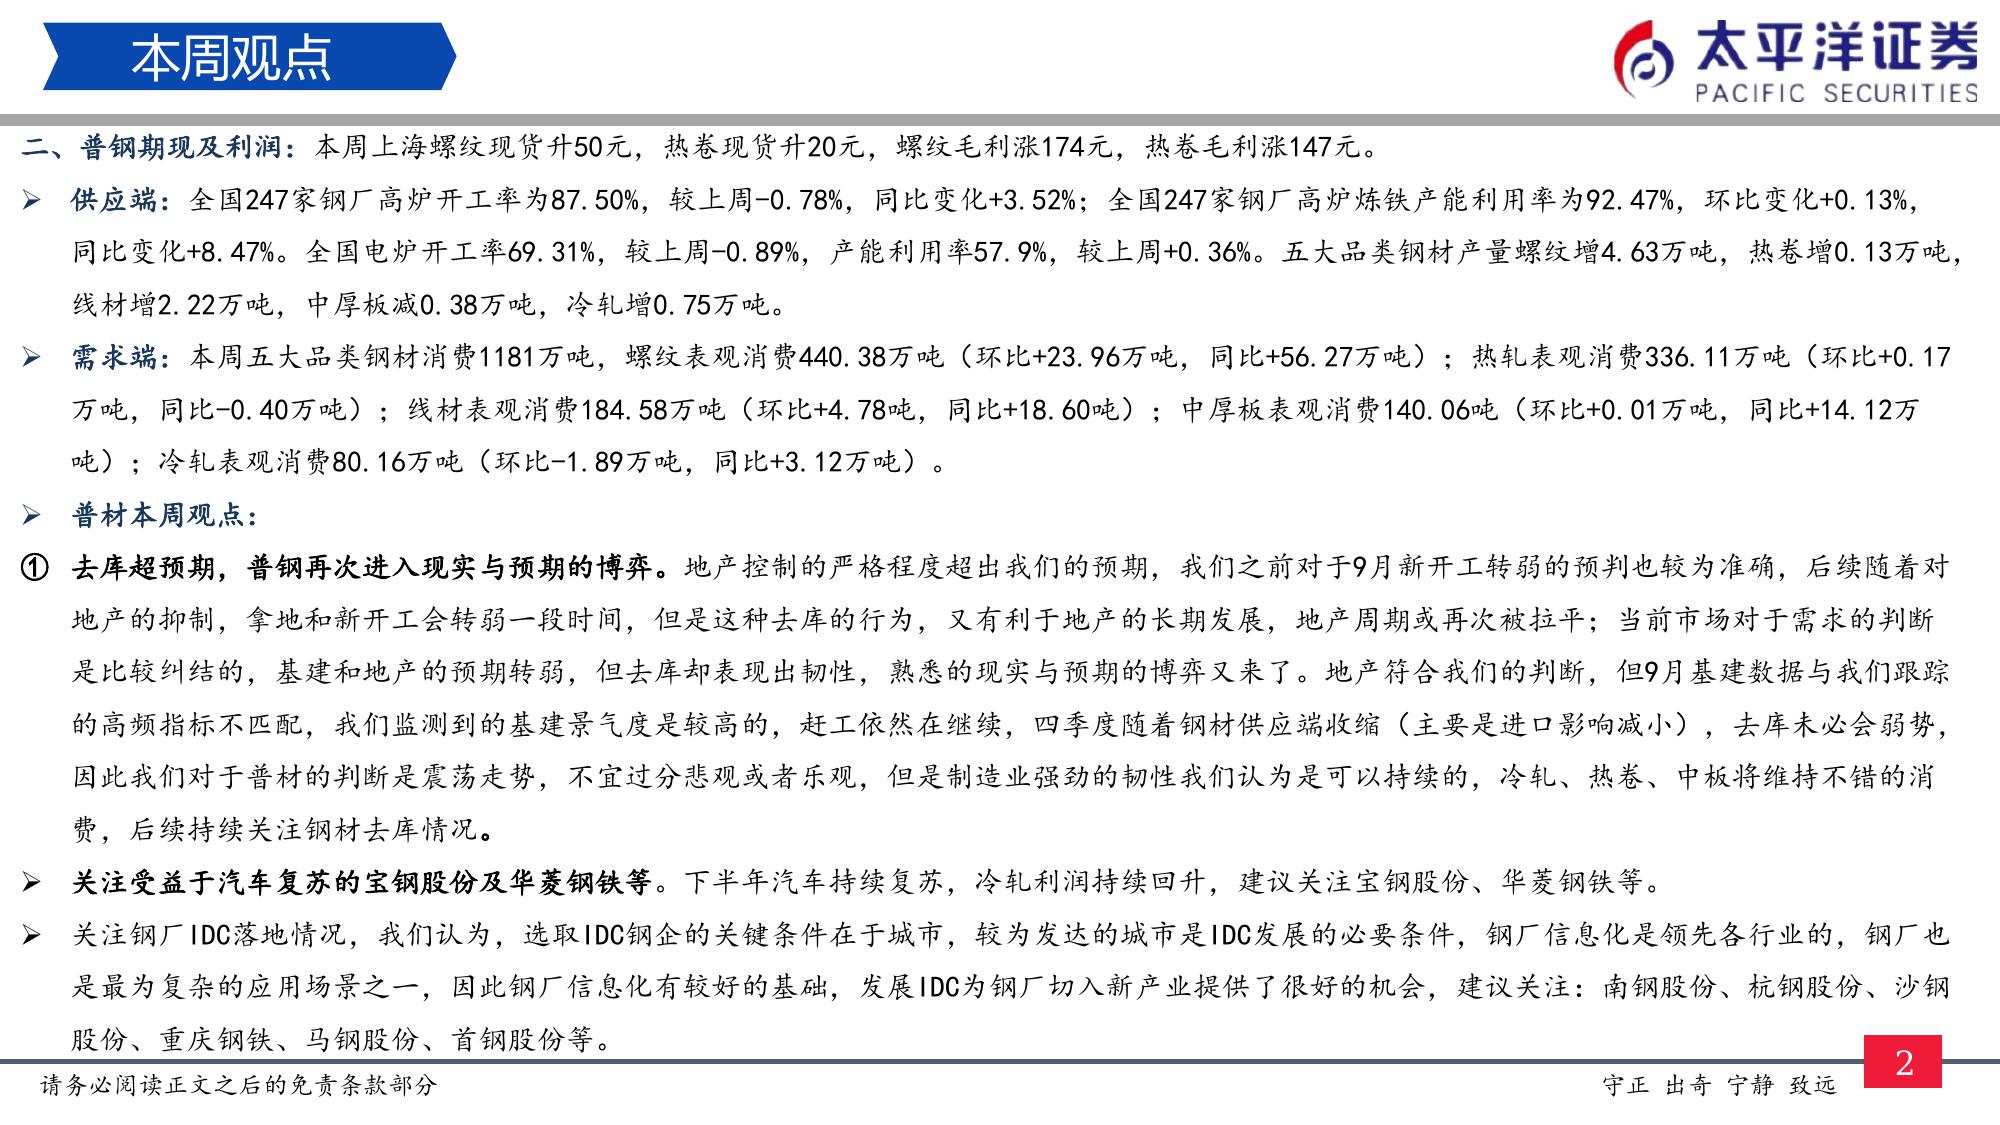 本周观点
太平洋证券
PACIFIC SECURITIES
二、普钢期现及利润：本周上海螺纹现货升50元，热卷现货升20元，螺纹毛利涨174元，热卷毛利涨147元。
➢ 供应端：全国247家钢厂高炉开工率为87.50%，较上周-0.78%，同比变化+3.52%；全国247家钢厂高炉炼铁产能利用率为92.47%，环比变化+0.13%，
同比变化+8.47%。全国电炉开工率69.31%，较上周-0.89%，产能利用率57.9%，较上周+0.36%。五大品类钢材产量螺纹增4.63万吨，热卷增0.13万吨，
线材增2.22万吨，中厚板减0.38万吨，冷轧增0.75万吨。
➢ 需求端：本周五大品类钢材消费1181万吨，螺纹表观消费440.38万吨（环比+23.96万吨，同比+56.27万吨）；热轧表观消费336.11万吨（环比+0.17
万吨，同比-0.40万吨）；线材表观消费184.58万吨（环比+4.78吨，同比+18.60吨）；中厚板表观消费140.06吨（环比+0.01万吨，同比+14.12万
吨）；冷轧表观消费80.16万吨（环比-1.89万吨，同比+3.12万吨）。
➢ 普材本周观点：
① 去库超预期，普钢再次进入现实与预期的博弈。地产控制的严格程度超出我们的预期，我们之前对于9月新开工转弱的预判也较为准确，后续随着对
地产的抑制，拿地和新开工会转弱一段时间，但是这种去库的行为，又有利于地产的长期发展，地产周期或再次被拉平；当前市场对于需求的判断
是比较纠结的，基建和地产的预期转弱，但去库却表现出韧性，熟悉的现实与预期的博弈又来了。地产符合我们的判断，但9月基建数据与我们跟踪
的高频指标不匹配，我们监测到的基建景气度是较高的，赶工依然在继续，四季度随着钢材供应端收缩（主要是进口影响减小），去库未必会弱势，
因此我们对于普材的判断是震荡走势，不宜过分悲观或者乐观，但是制造业强劲的韧性我们认为是可以持续的，冷轧、热卷、中板将维持不错的消
费，后续持续关注钢材去库情况。
➢ 关注受益于汽车复苏的宝钢股份及华菱钢铁等。下半年汽车持续复苏，冷轧利润持续回升，建议关注宝钢股份、华菱钢铁等。
➢ 关注钢厂IDC落地情况，我们认为，选取IDC钢企的关键条件在于城市，较为发达的城市是IDC发展的必要条件，钢厂信息化是领先各行业的，钢厂也
是最为复杂的应用场景之一，因此钢厂信息化有较好的基础，发展IDC为钢厂切入新产业提供了很好的机会，建议关注：南钢股份、杭钢股份、沙钢
股份、重庆钢铁、马钢股份、首钢股份等。
请务必阅读正文之后的免责条款部分
守正 出奇 宁静 致远
2